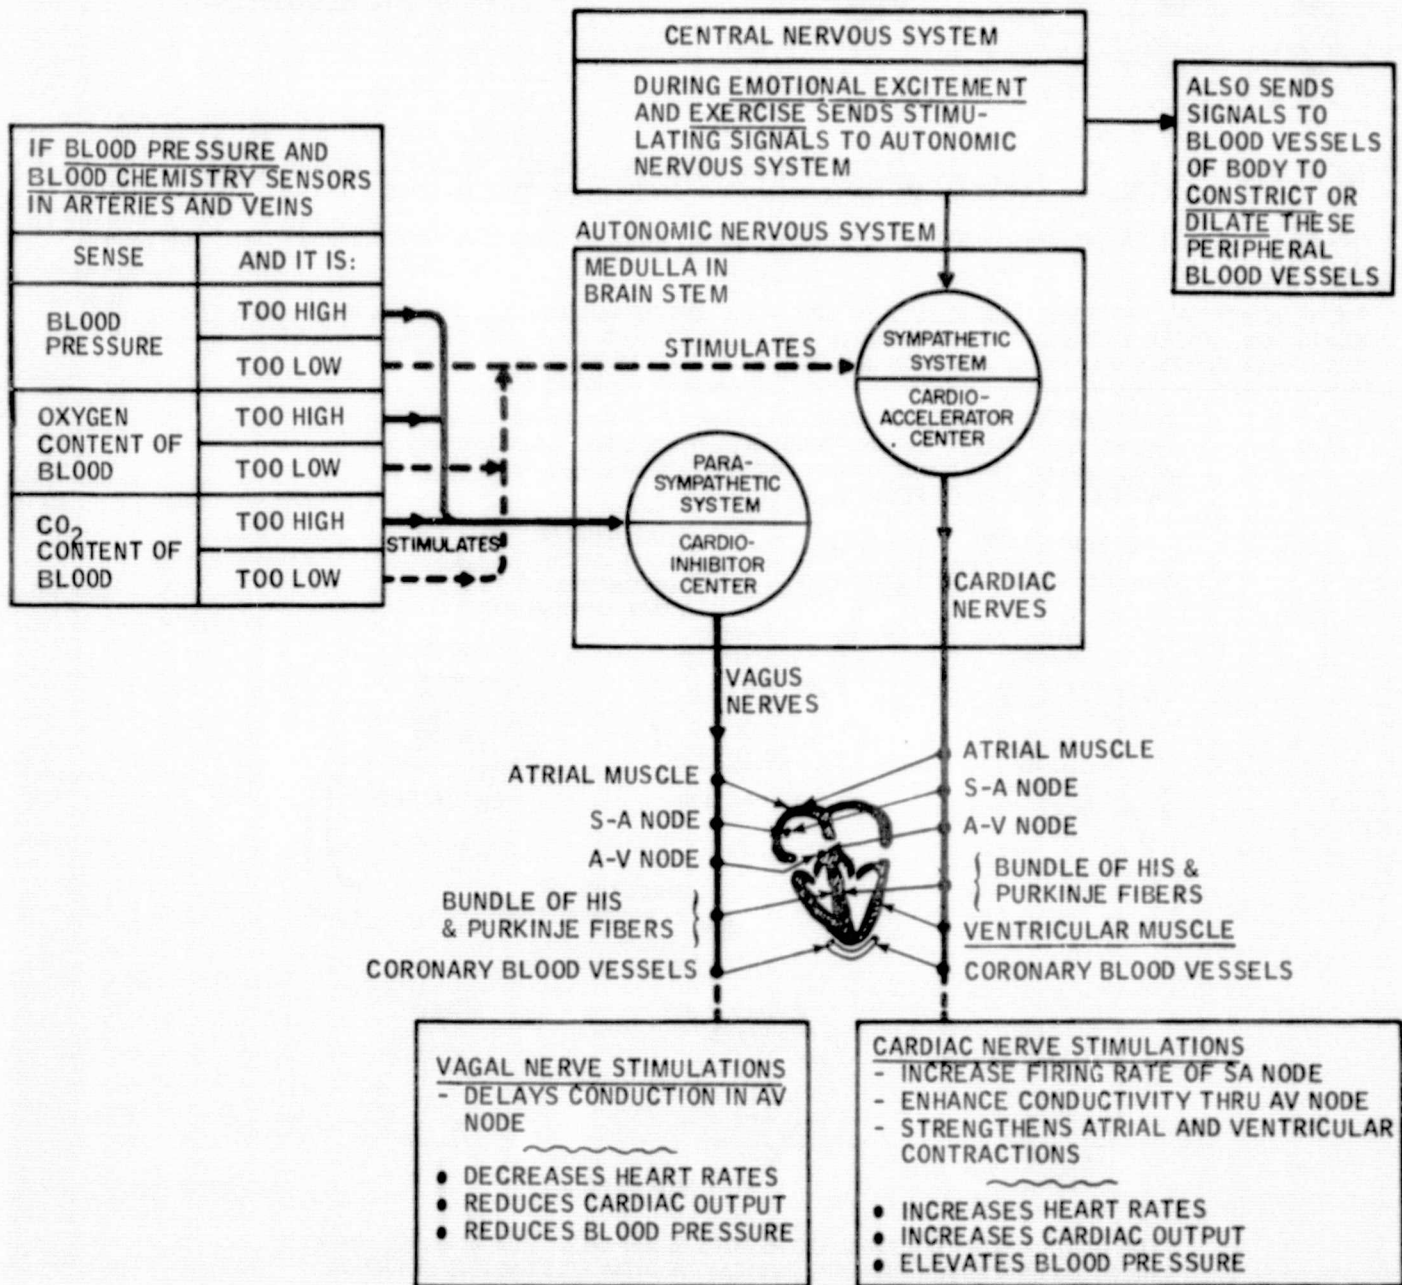 CENTRAL NERVOUS SYSTEM
DURING EMOTIONAL EXCITEMENT
AND EXERCISE SENDS STIMU-
LATING SIGNALS TO AUTONOMIC
NERVOUS SYSTEM
ALSO SENDS
SIGNALS TO
BLOOD VESSELS
OF BODY TO
CONSTRICT OR
DILATE THESE
PERIPHERAL
BLOOD VESSELS
IF BLOOD PRESSURE AND
BLOOD CHEMISTRY SENSORS
IN ARTERIES AND VEINS
SENSE
AND IT IS:
BLOOD
PRESSURE
TOO HIGH
TOO LOW
OXYGEN
CONTENT OF
BLOOD
TOO HIGH
TOO LOW
CO2
CONTENT OF
BLOOD
TOO HIGH
TOO LOW
STIMULATES
AUTONOMIC NERVOUS SYSTEM
MEDULLA IN
BRAIN STEM
STIMULATES
SYMPATHETIC
SYSTEM
CARDIO-
ACCELERATOR
CENTER
PARA-
SYMPATHETIC
SYSTEM
CARDIO-
INHIBITOR
CENTER
CARDIAC
NERVES
VAGUS
NERVES
ATRIAL MUSCLE
S-A NODE
A-V NODE
BUNDLE OF HIS
& PURKINJE FIBERS
CORONARY BLOOD VESSELS
ATRIAL MUSCLE
S-A NODE
A-V NODE
BUNDLE OF HIS &
PURKINJE FIBERS
VENTRICULAR MUSCLE
CORONARY BLOOD VESSELS
VAGAL NERVE STIMULATIONS
- DELAYS CONDUCTION IN AV
NODE
• DECREASES HEART RATES
• REDUCES CARDIAC OUTPUT
• REDUCES BLOOD PRESSURE
CARDIAC NERVE STIMULATIONS
- INCREASE FIRING RATE OF SA NODE
- ENHANCE CONDUCTIVITY THRU AV NODE
- STRENGTHENS ATRIAL AND VENTRICULAR
CONTRACTIONS
• INCREASES HEART RATES
• INCREASES CARDIAC OUTPUT
• ELEVATES BLOOD PRESSURE